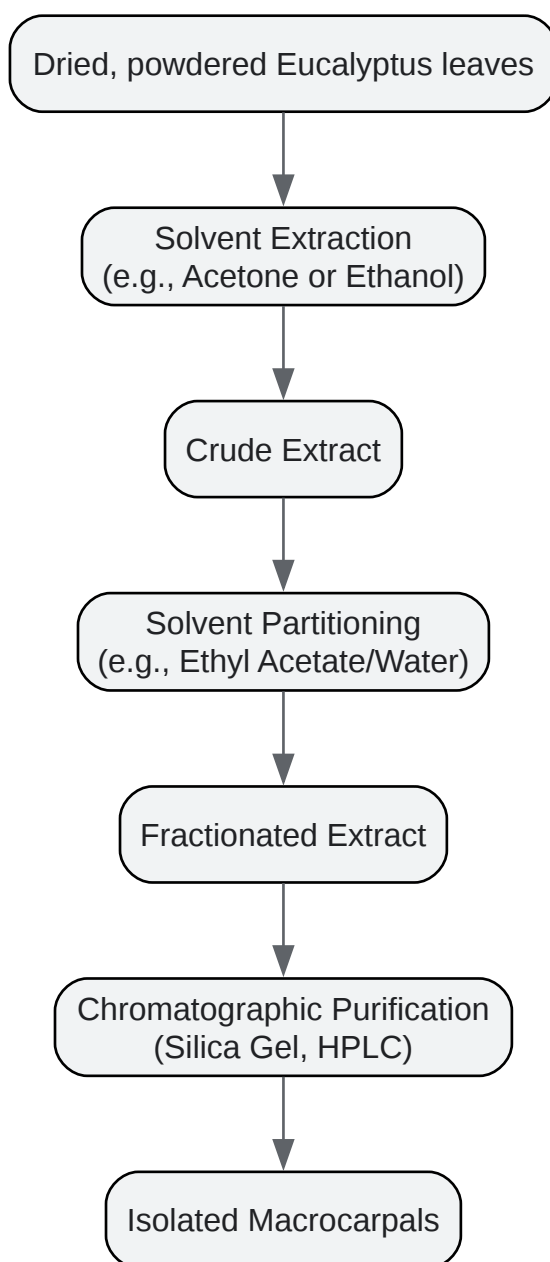 Dried, powdered Eucalyptus leaves
Solvent Extraction
(e.g., Acetone or Ethanol)
Crude Extract
Solvent Partitioning
(e.g., Ethyl Acetate/Water)
Fractionated Extract
Chromatographic Purification
(Silica Gel, HPLC)
Isolated Macrocarpals